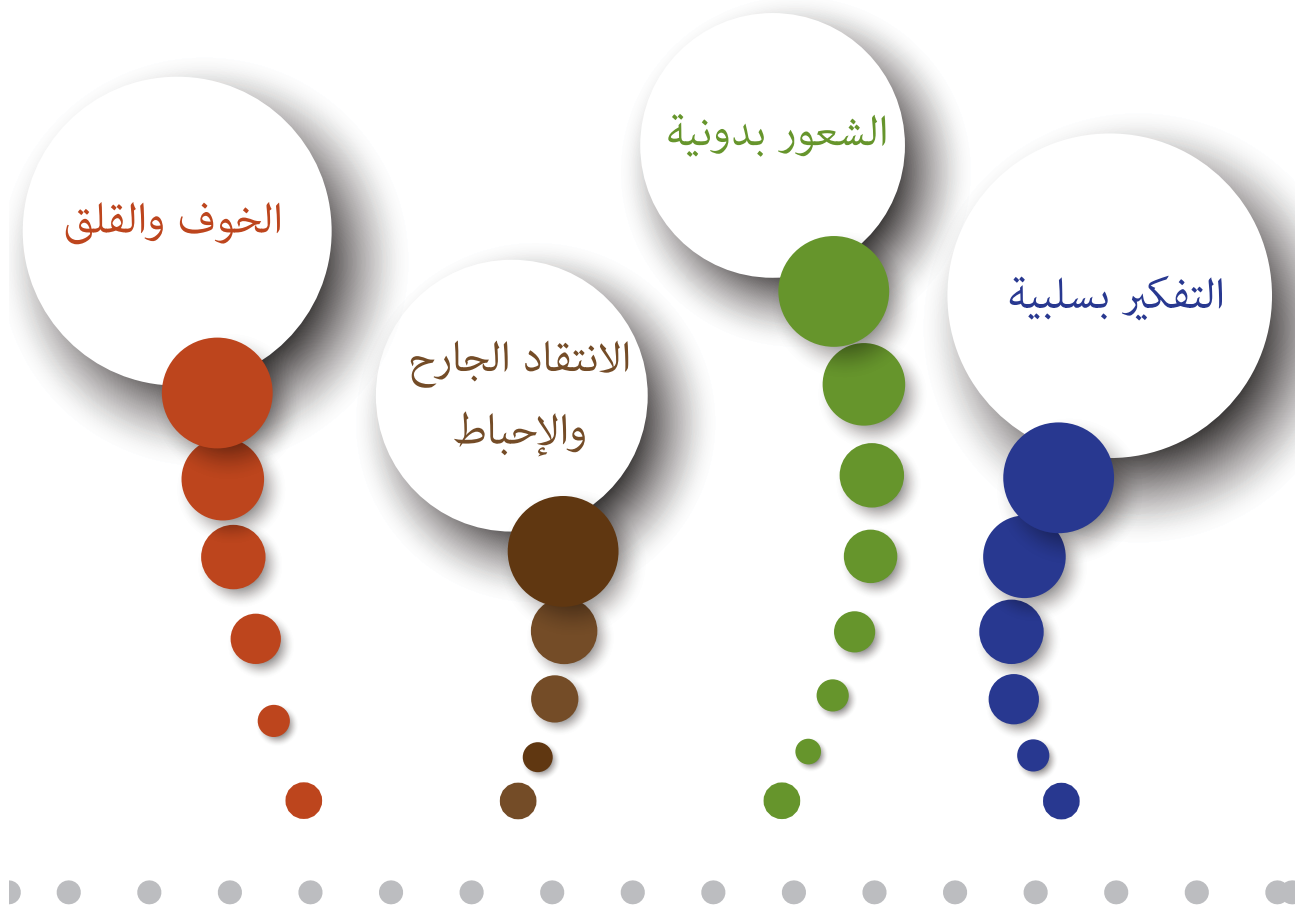 التفكير بسلبية
الشعور بدونية
الانتقاد الجارح
والإحباط
الخوف والقلق